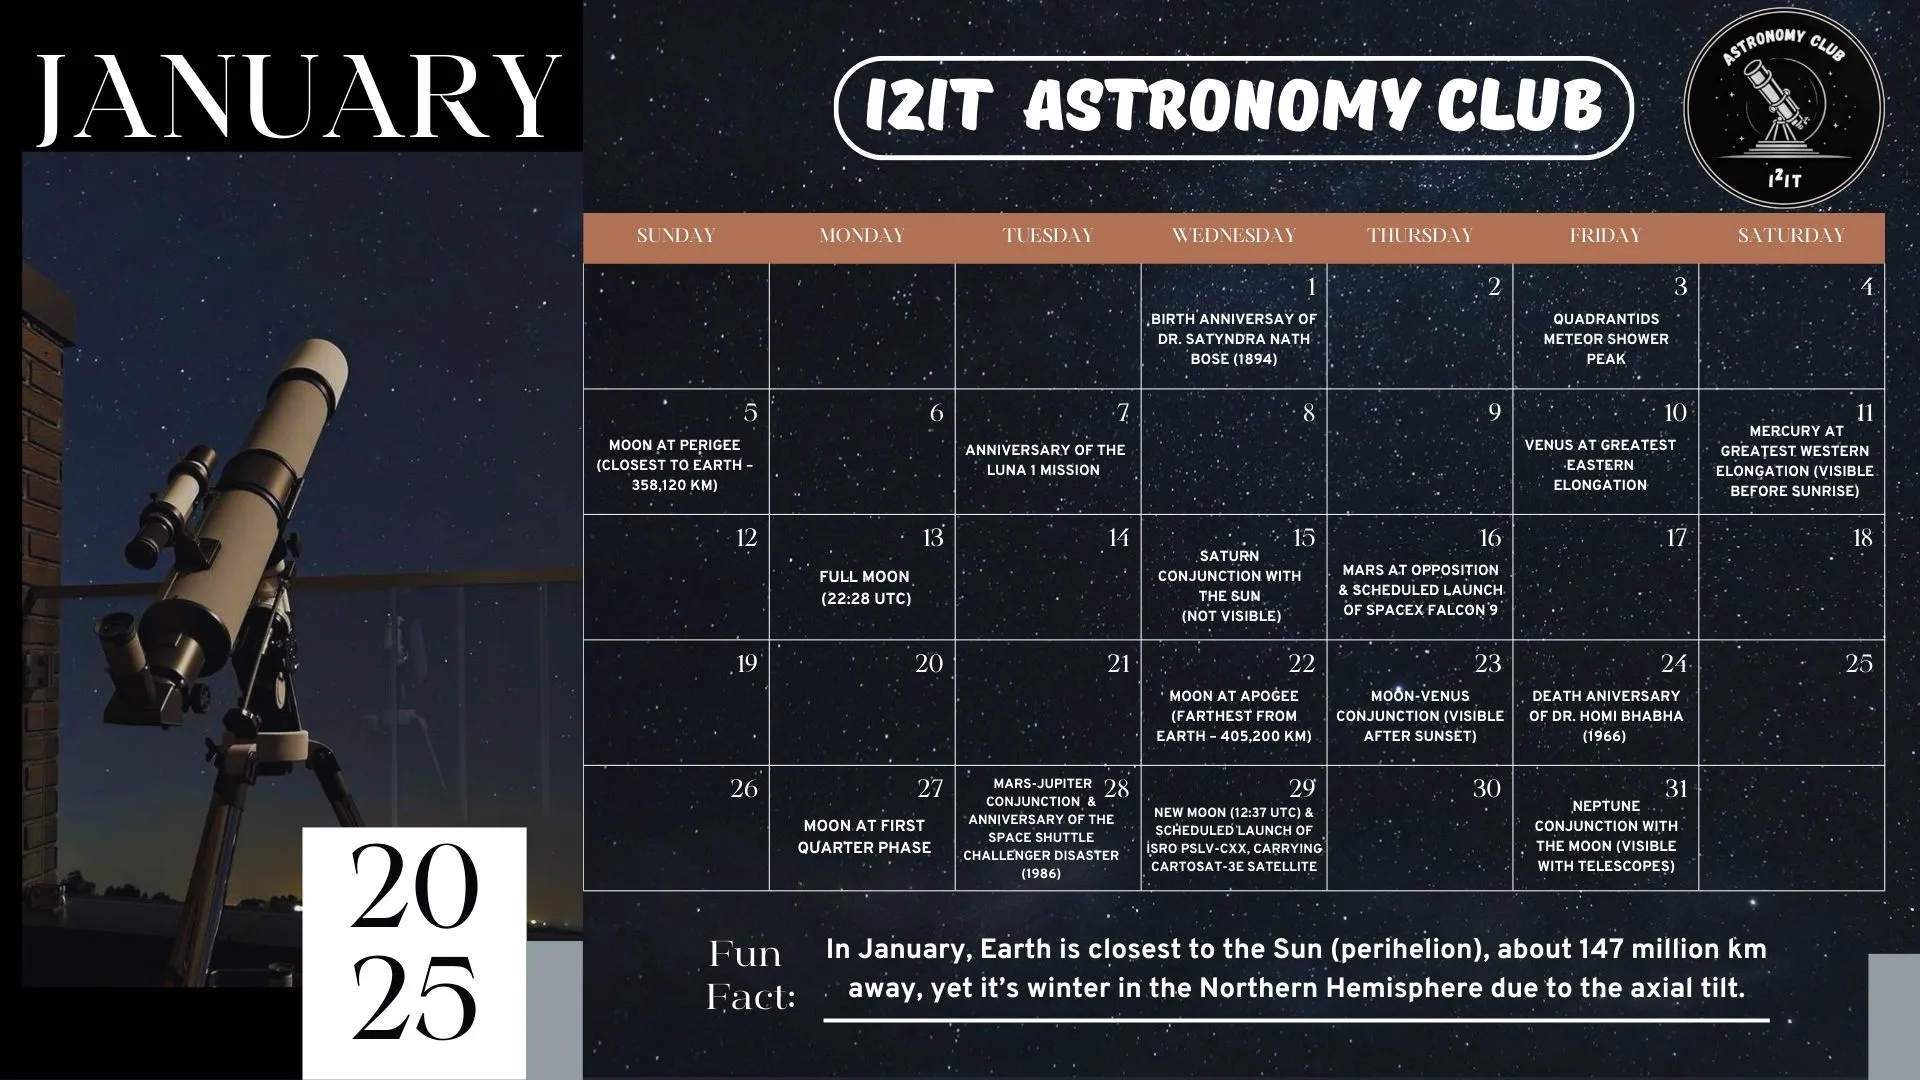 JANUARY
I2IT ASTRONOMY CLUB
ASTRONOMY CLUB
I²IT
SUNDAY MONDAY TUESDAY WEDNESDAY THURSDAY FRIDAY SATURDAY
1
BIRTH ANNIVERSAY OF
DR. SATYNDRA NATH
BOSE (1894)
2
3
QUADRANTIDS
METEOR SHOWER
PEAK
4
5
MOON AT PERIGEE
(CLOSEST TO EARTH –
358,120 KM)
6
7
ANNIVERSARY OF THE
LUNA 1 MISSION
8
9
10
VENUS AT GREATEST
EASTERN
ELONGATION
11
MERCURY AT
GREATEST WESTERN
ELONGATION (VISIBLE
BEFORE SUNRISE)
12
13
FULL MOON
(22:28 UTC)
14
15
SATURN
CONJUNCTION WITH
THE SUN
(NOT VISIBLE)
16
MARS AT OPPOSITION
& SCHEDULED LAUNCH
OF SPACEX FALCON 9
17
18
19
20
21
22
MOON AT APOGEE
(FARTHEST FROM
EARTH – 405,200 KM)
23
MOON-VENUS
CONJUNCTION (VISIBLE
AFTER SUNSET)
24
DEATH ANIVERSARY
OF DR. HOMI BHABHA
(1966)
25
26
27
MOON AT FIRST
QUARTER PHASE
28
MARS-JUPITER
CONJUNCTION &
ANNIVERSARY OF THE
SPACE SHUTTLE
CHALLENGER DISASTER
(1986)
29
NEW MOON (12:37 UTC) &
SCHEDULED LAUNCH OF
ISRO PSLV-CXX, CARRYING
CARTOSAT-3E SATELLITE
30
31
NEPTUNE
CONJUNCTION WITH
THE MOON (VISIBLE
WITH TELESCOPES)
20
25
Fun
Fact:
In January, Earth is closest to the Sun (perihelion), about 147 million km
away, yet it’s winter in the Northern Hemisphere due to the axial tilt.